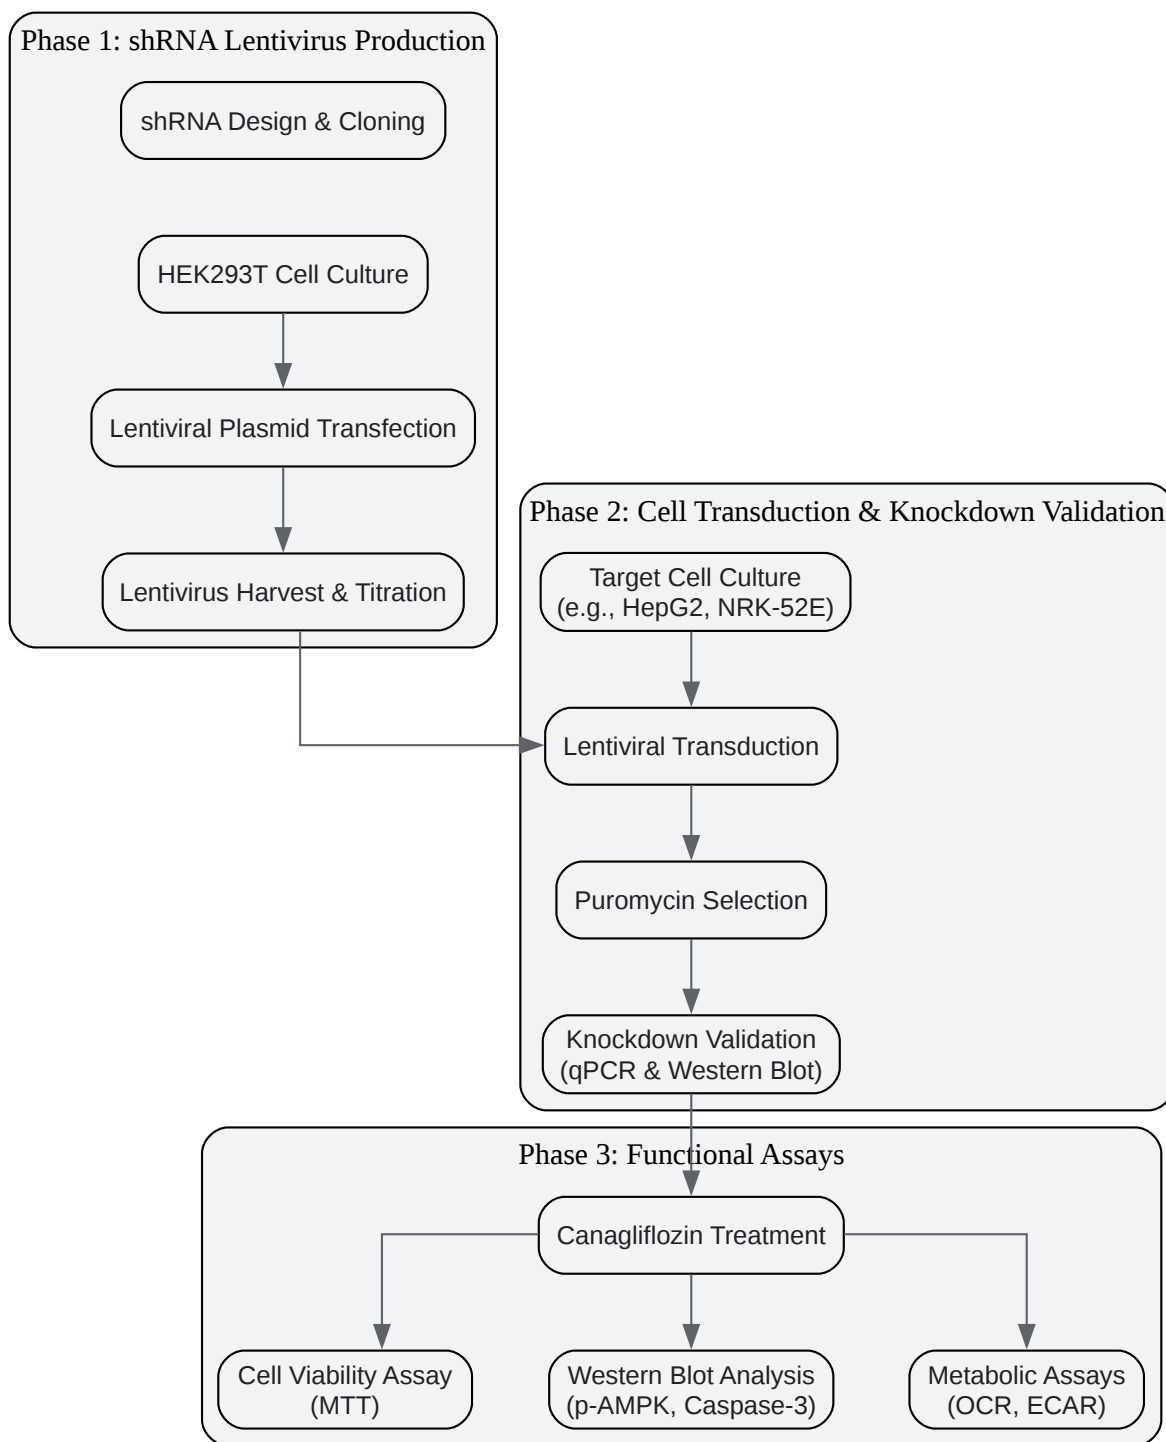 Phase 1: shRNA Lentivirus Production
shRNA Design & Cloning
HEK293T Cell Culture
Lentiviral Plasmid Transfection
Lentivirus Harvest & Titration
Phase 2: Cell Transduction & Knockdown Validation
Target Cell Culture
(e.g., HepG2, NRK-52E)
Lentiviral Transduction
Puromycin Selection
Knockdown Validation
(qPCR & Western Blot)
Phase 3: Functional Assays
Canagliflozin Treatment
Cell Viability Assay
(MTT)
Western Blot Analysis
(p-AMPK, Caspase-3)
Metabolic Assays
(OCR, ECAR)